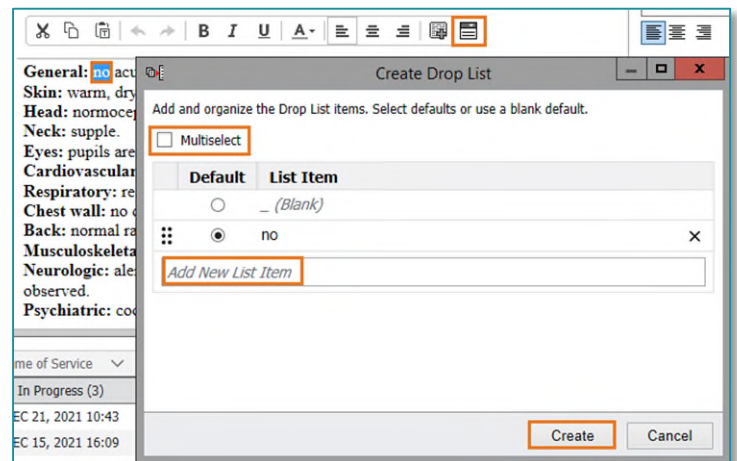 B I U A
General: no acu
Create Drop List
Skin: warm, dry
Head: normocep
Add and organize the Drop List items. Select defaults or use a blank default.
Neck: supple.
Multiselect
Eyes: pupils are
Cardiovascular
Default List Item
Respiratory: re
_ (Blank)
Chest wall: no c
Back: normal ra
no
Musculoskeleta
Neurologic: ale
Add New List Item
observed.
Psychiatric: coo
me of Service
In Progress (3)
EC 21, 2021 10:43
Create Cancel
EC 15, 2021 16:09